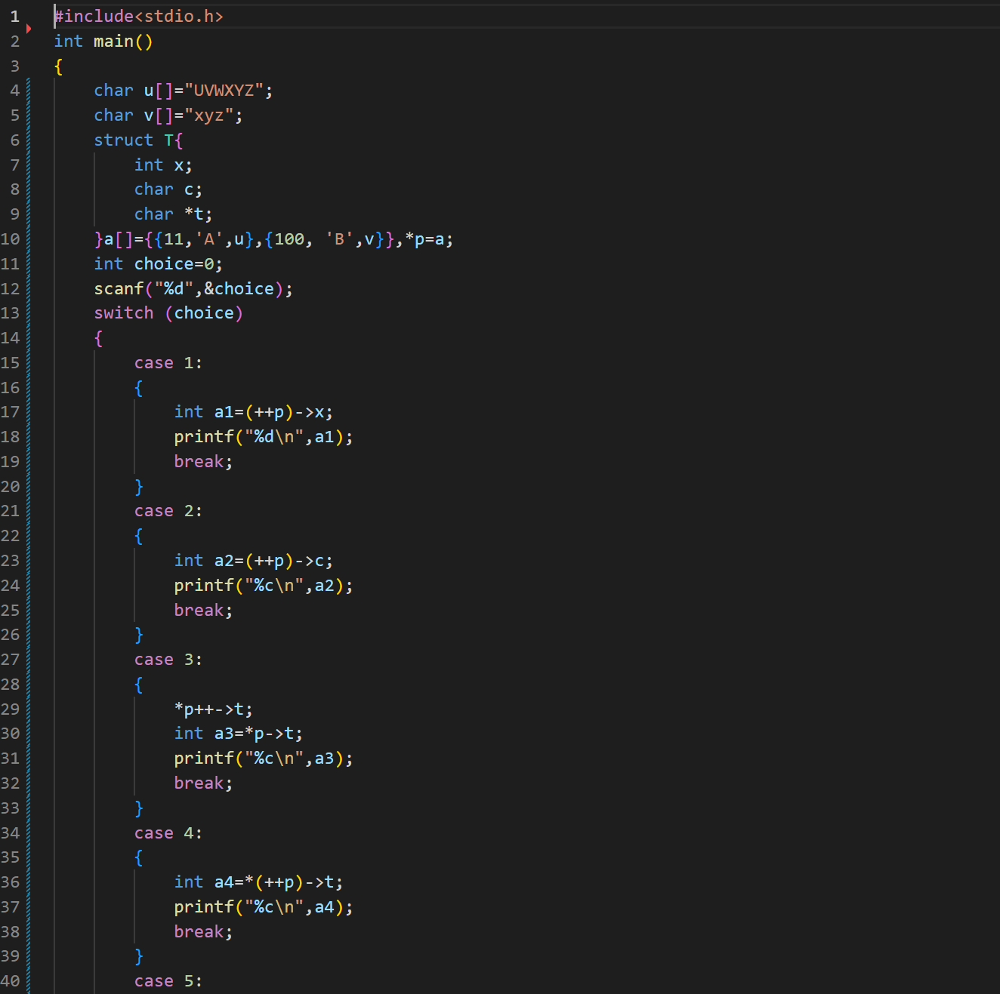 1 #include<stdio.h>
2 int main()
3 {
4 char u[]="UVWXYZ";
5 char v[]="xyz";
6 struct T{
7 int x;
8 char c;
9 char *t;
10 }a[]={{11,'A',u},{100, 'B',v}},*p=a;
11 int choice=0;
12 scanf("%d",&choice);
13 switch (choice)
14 {
15 case 1:
16 {
17 int a1=(++p)->x;
18 printf("%d\n",a1);
19 break;
20 }
21 case 2:
22 {
23 int a2=(++p)->c;
24 printf("%c\n",a2);
25 break;
26 }
27 case 3:
28 {
29 *p++->t;
30 int a3=*p->t;
31 printf("%c\n",a3);
32 break;
33 }
34 case 4:
35 {
36 int a4=*(++p)->t;
37 printf("%c\n",a4);
38 break;
39 }
40 case 5: